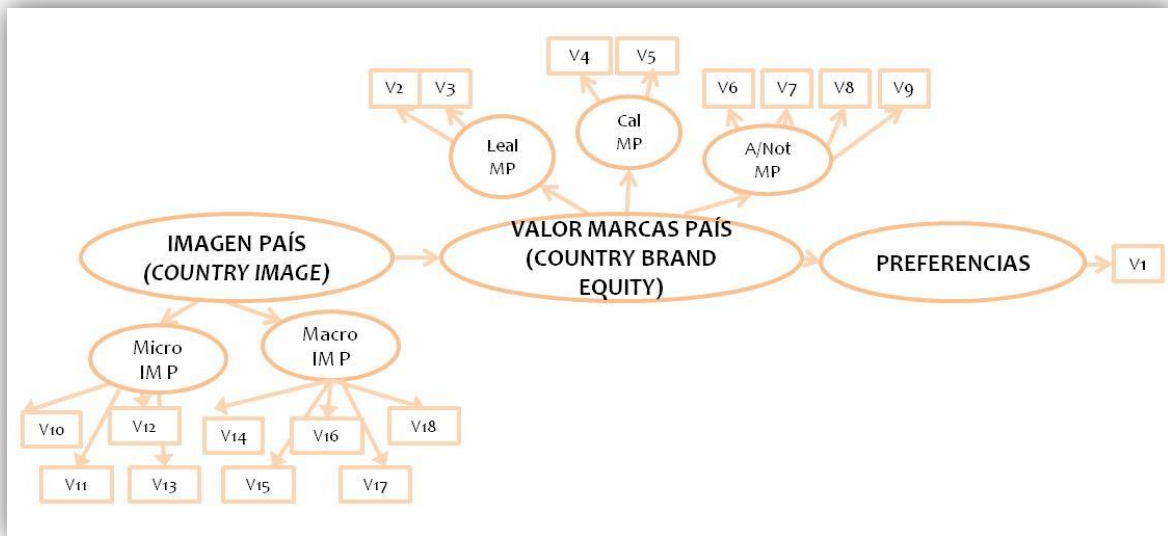 V4
V5
V2
V3
V6
V7
V8
V9
Leal
MP
Cal
MP
A/Not
MP
IMAGEN PAÍS
(COUNTRY IMAGE)
VALOR MARCAS PAÍS
(COUNTRY BRAND
EQUITY)
PREFERENCIAS
V1
Micro
IM P
Macro
IM P
V10
V12
V14
V16
V18
V11
V13
V15
V17